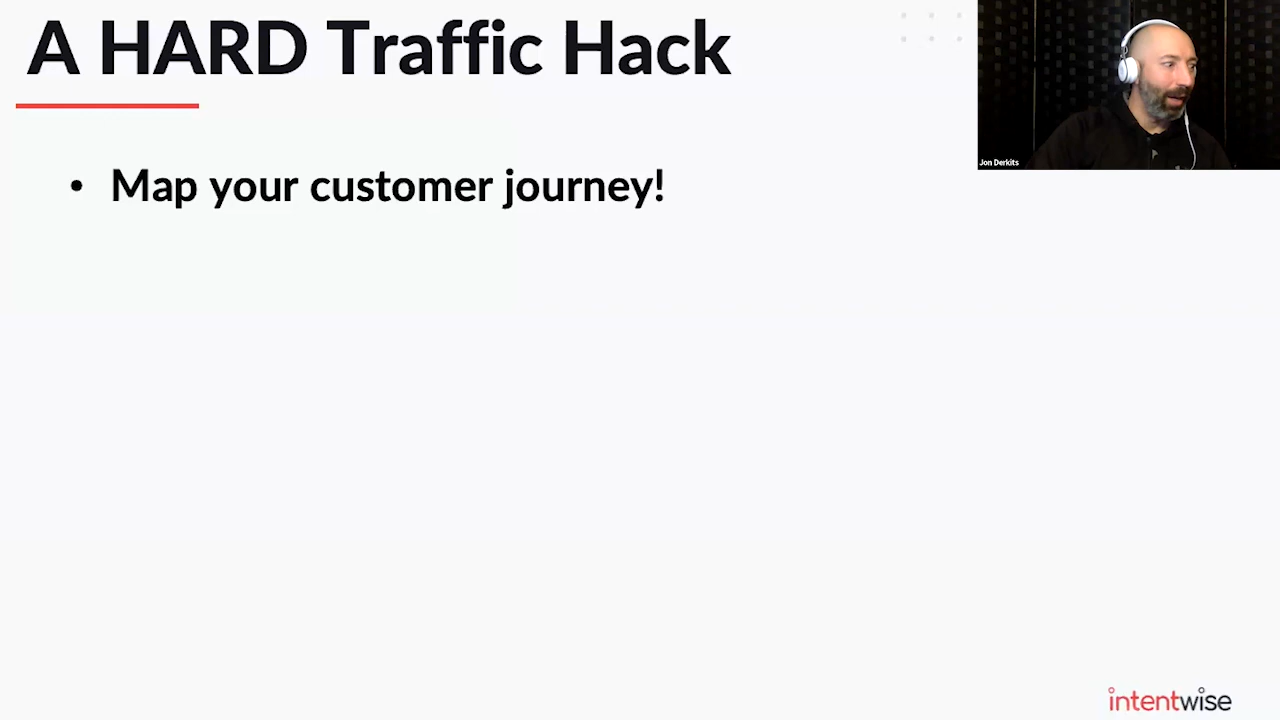 A HARD Traffic Hack
Jon Derkits
• Map your customer journey!
intentwise